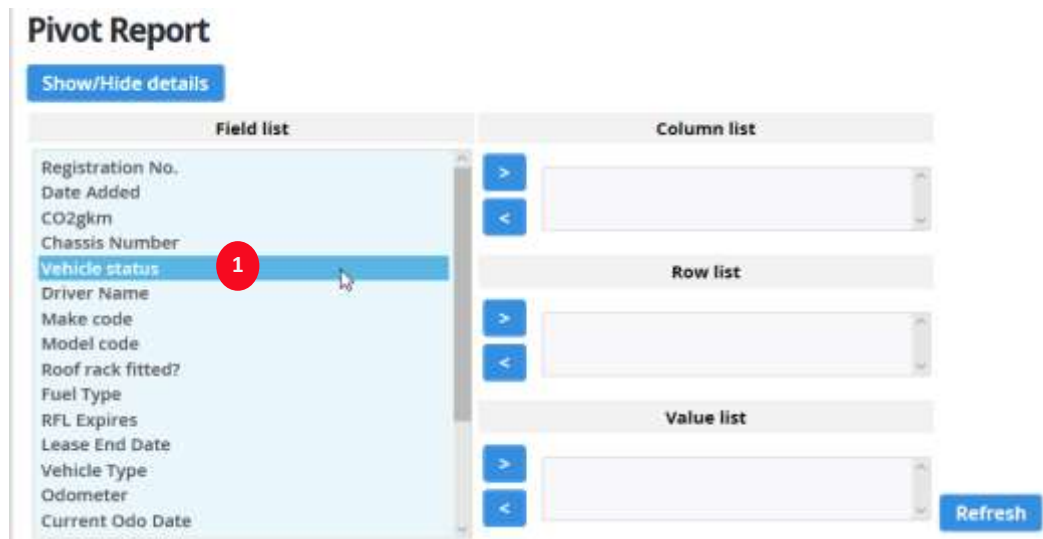 Pivot Report
Show/Hide details
Field list
Column list
Registration No.
Date Added
CO2gkm
Chassis Number
Vehicle status
1
Driver Name
Make code
Model code
Roof rack fitted?
Fuel Type
RFL Expires
Lease End Date
Vehicle Type
Odometer
Current Odo Date
>
<
Row list
>
<
Value list
>
<
Refresh